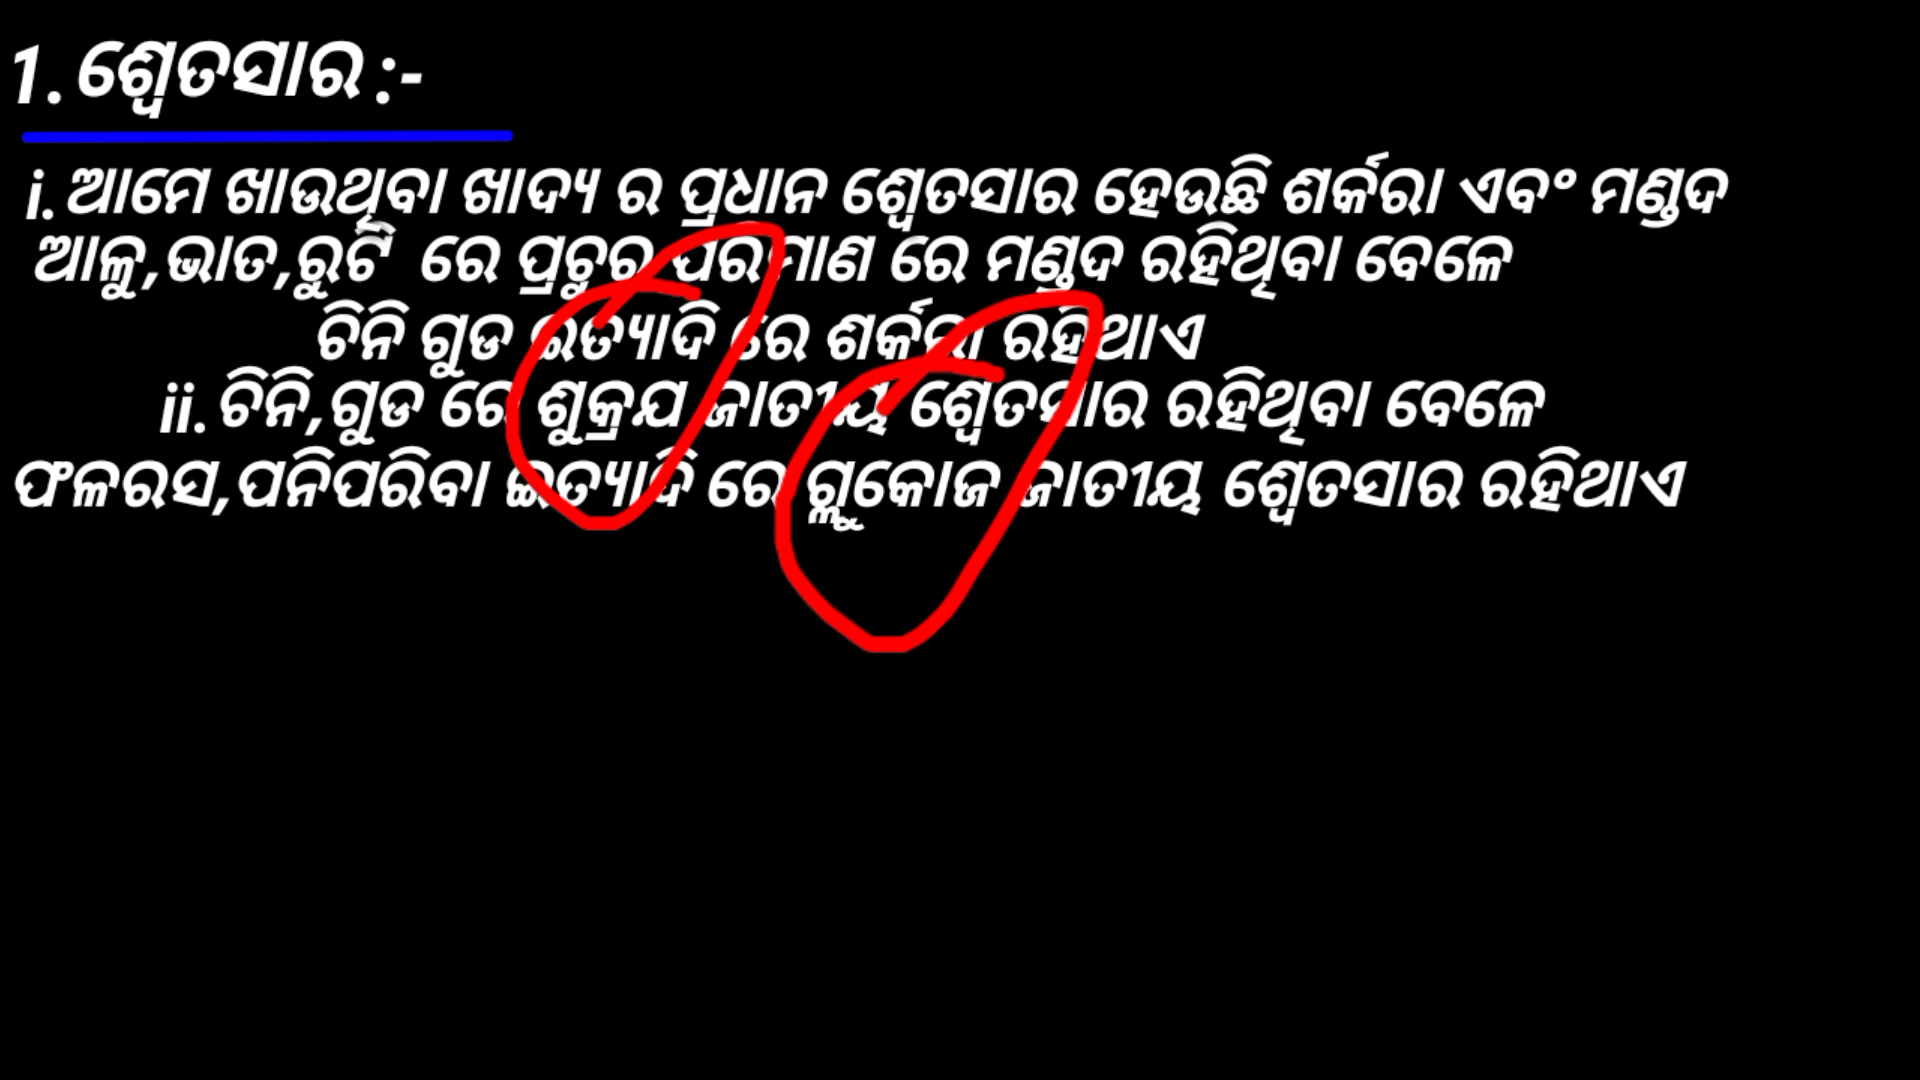 1. ଶ୍ୱେତସାର :-
i. ଆମେ ଖାଉଥିବା ଖାଦ୍ୟ ର ପ୍ରଧାନ ଶ୍ୱେତସାର ହେଉଛି ଶର୍କରା ଏବଂ ମଣ୍ଡଦ
ଆଳୁ,ଭାତ,ରୁଟି ରେ ପ୍ରଚୁର ପରିମାଣ ରେ ମଣ୍ଡଦ ରହିଥିବା ବେଳେ
ଚିନି ଗୁଡ ଇତ୍ୟାଦି ରେ ଶର୍କରା ରହିଥାଏ
ii. ଚିନି,ଗୁଡ ରେ ଶୁକ୍ରଯ ଜାତୀୟ ଶ୍ୱେତସାର ରହିଥିବା ବେଳେ
ଫଳରସ,ପନିପରିବା ଇତ୍ୟାଦି ରେ ଗ୍ଲୁକୋଜ ଜାତୀୟ ଶ୍ୱେତସାର ରହିଥାଏ